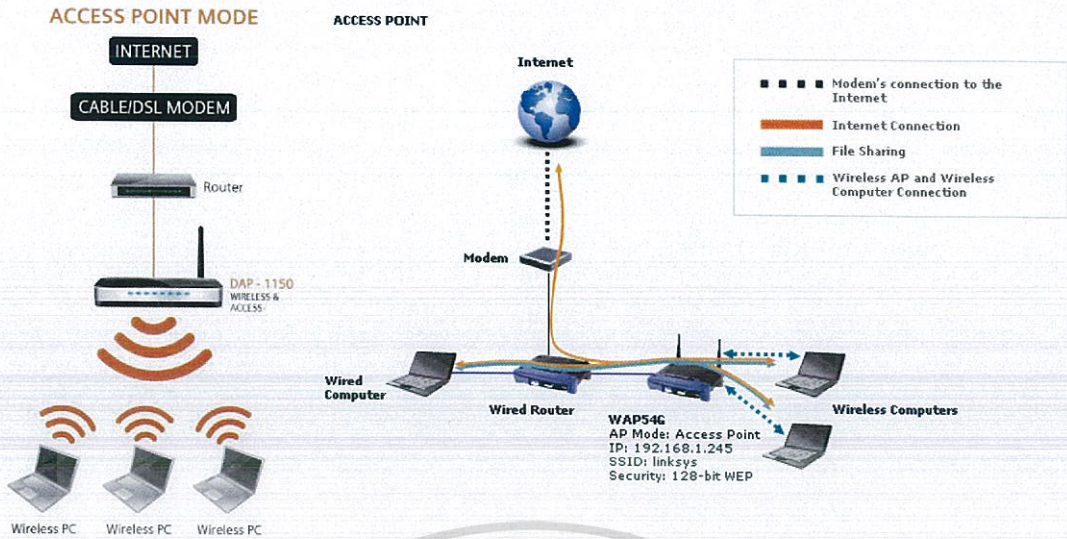 ACCESS POINT MODE
INTERNET
CABLE/DSL MODEM
Router
DAP - 1150
WIRELESS &
ACCESS
Wireless PC
Wireless PC
Wireless PC
ACCESS POINT
Internet
Modem
Wired
Computer
Wired Router
WAP54G
AP Mode: Access Point
IP: 192.168.1.245
SSID: linksys
Security: 128-bit WEP
Wireless Computers
Modem's connection to the
Internet
Internet Connection
File Sharing
Wireless AP and Wireless
Computer Connection